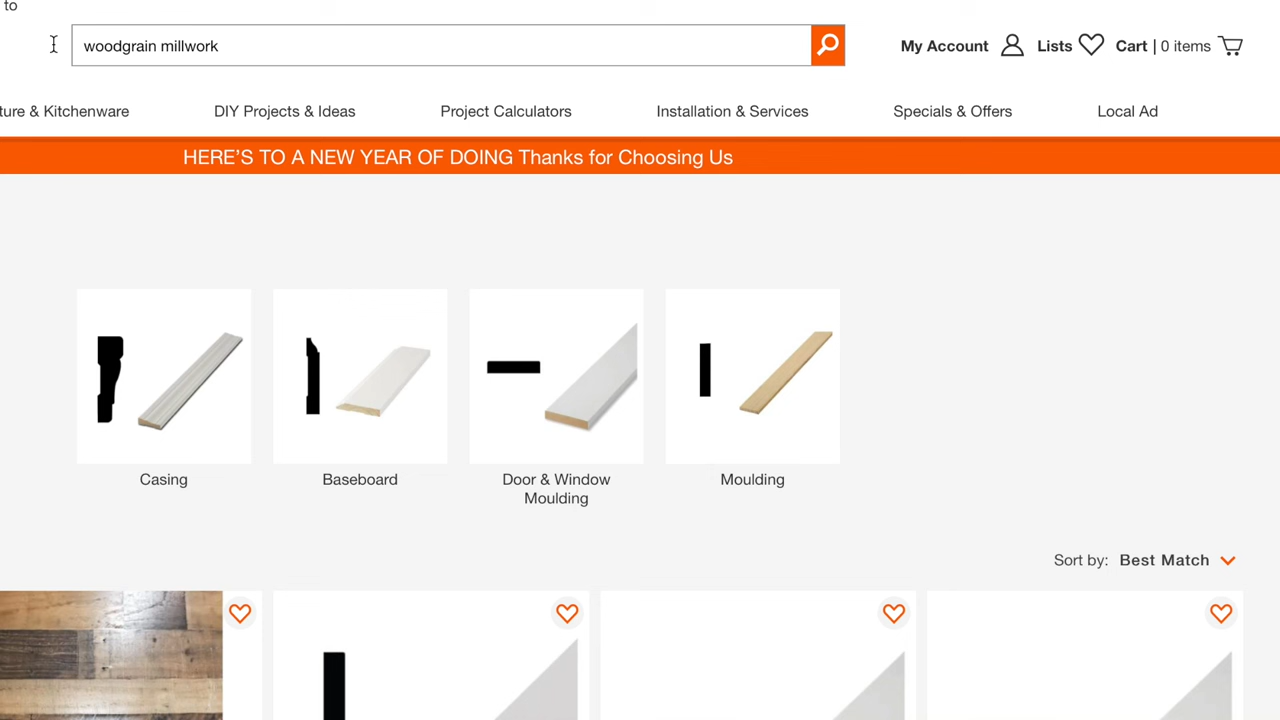 to
woodgrain millwork
My Account Lists Cart | 0 items
ture & Kitchenware DIY Projects & Ideas Project Calculators Installation & Services Specials & Offers Local Ad
HERE'S TO A NEW YEAR OF DOING Thanks for Choosing Us
Casing Baseboard Door & Window Moulding
Moulding
Sort by: Best Match